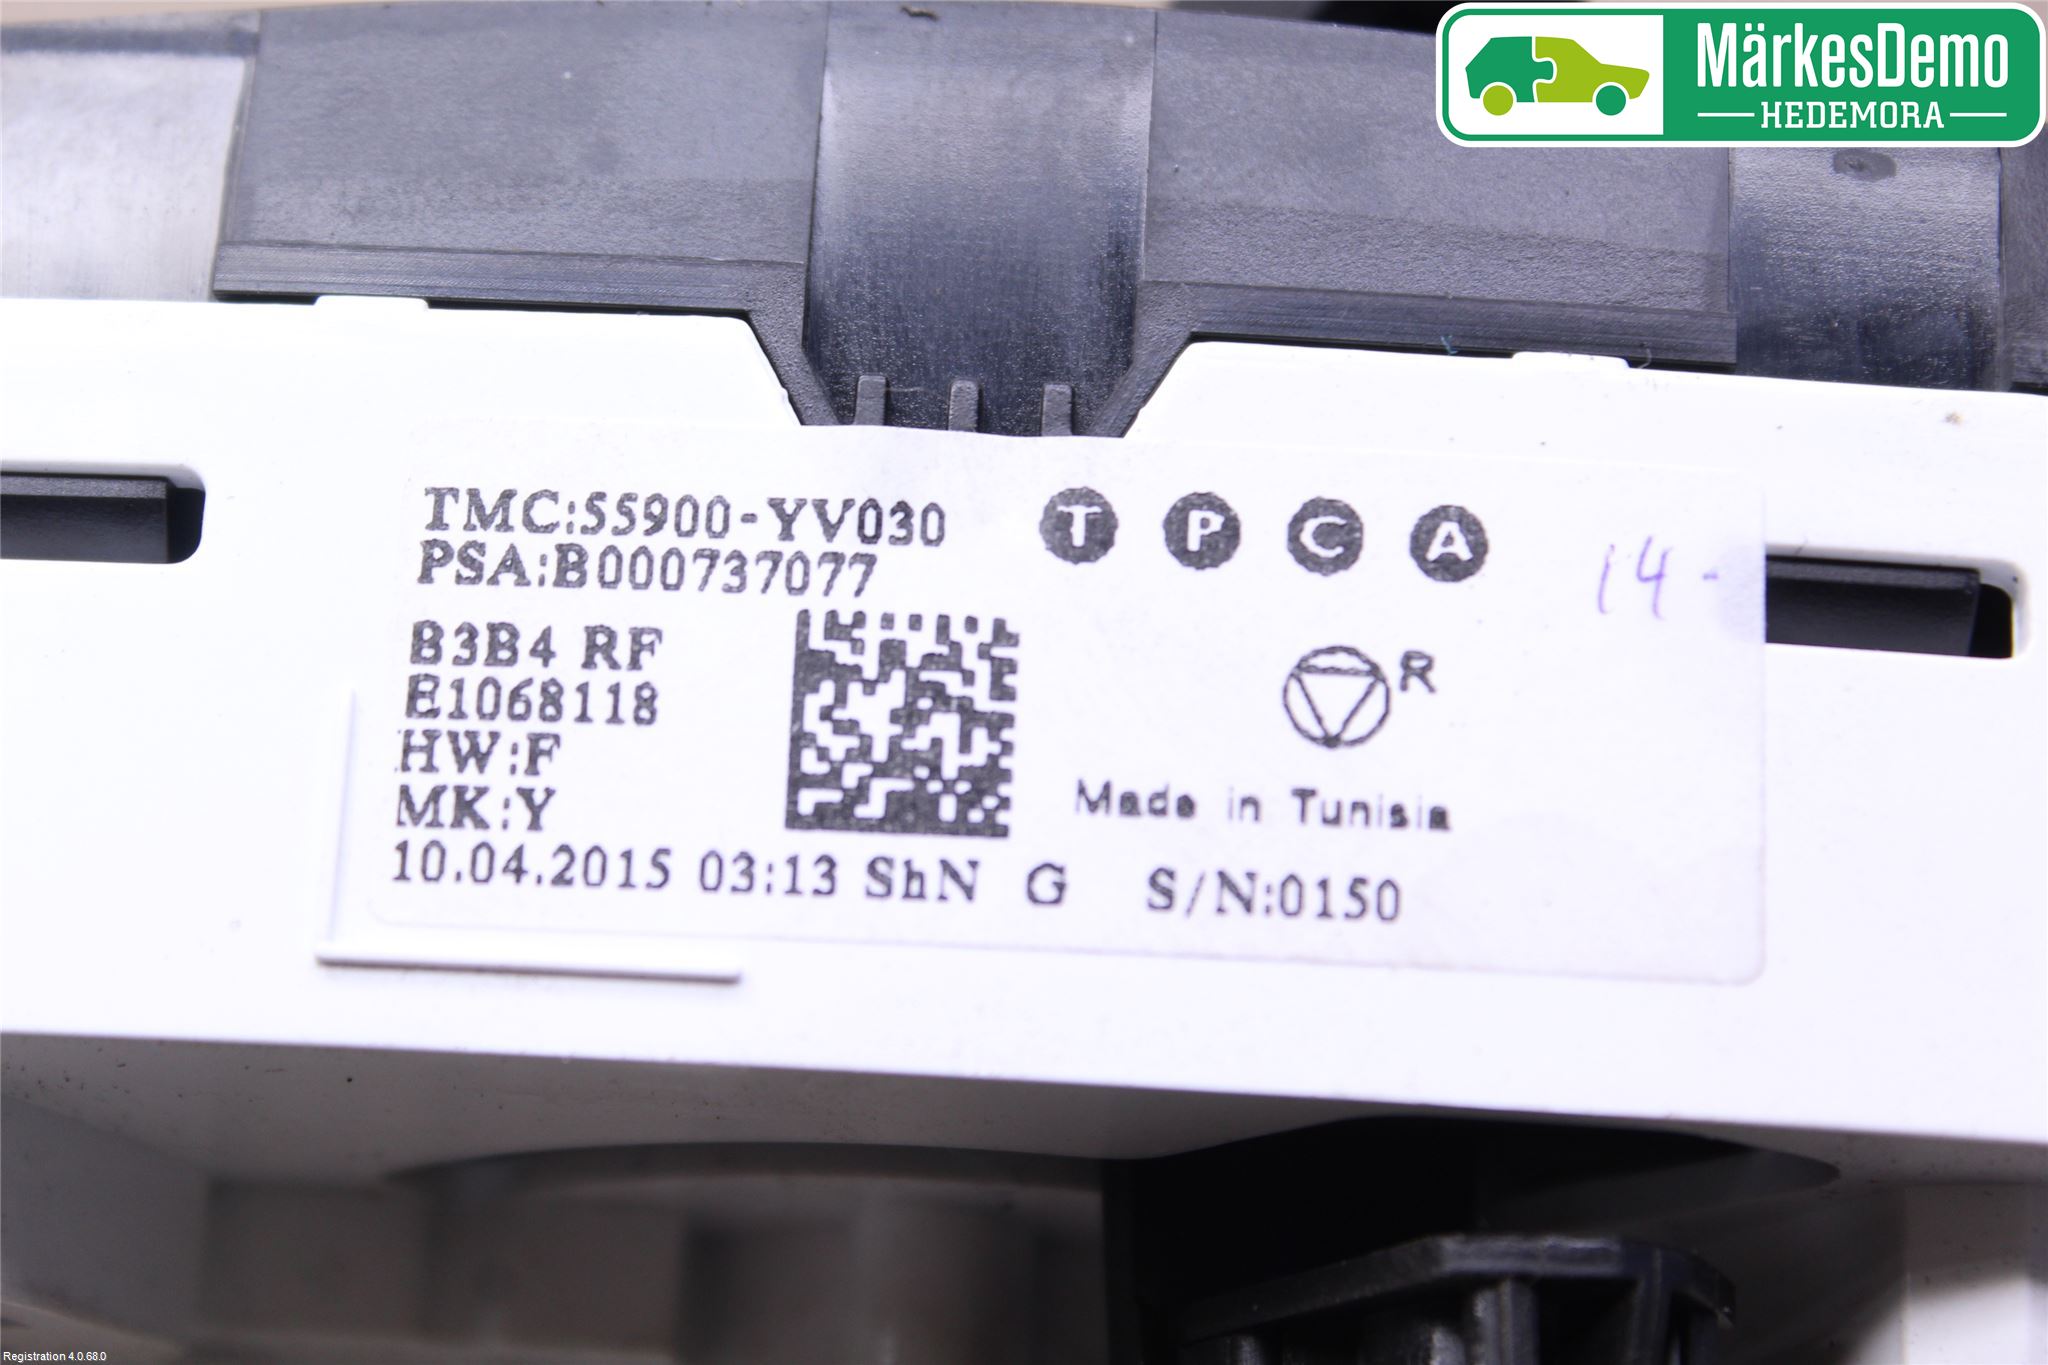 MärkesDemo
HEDEMORA
TMC:55900-YV030
PSA:B000737077
T P C A
14-
B3B4 RF
E1068118
HW:F
MK:Y
R
Made in Tunisia
10.04.2015 03:13 ShN G S/N:0150
Registration 4.0.68.0